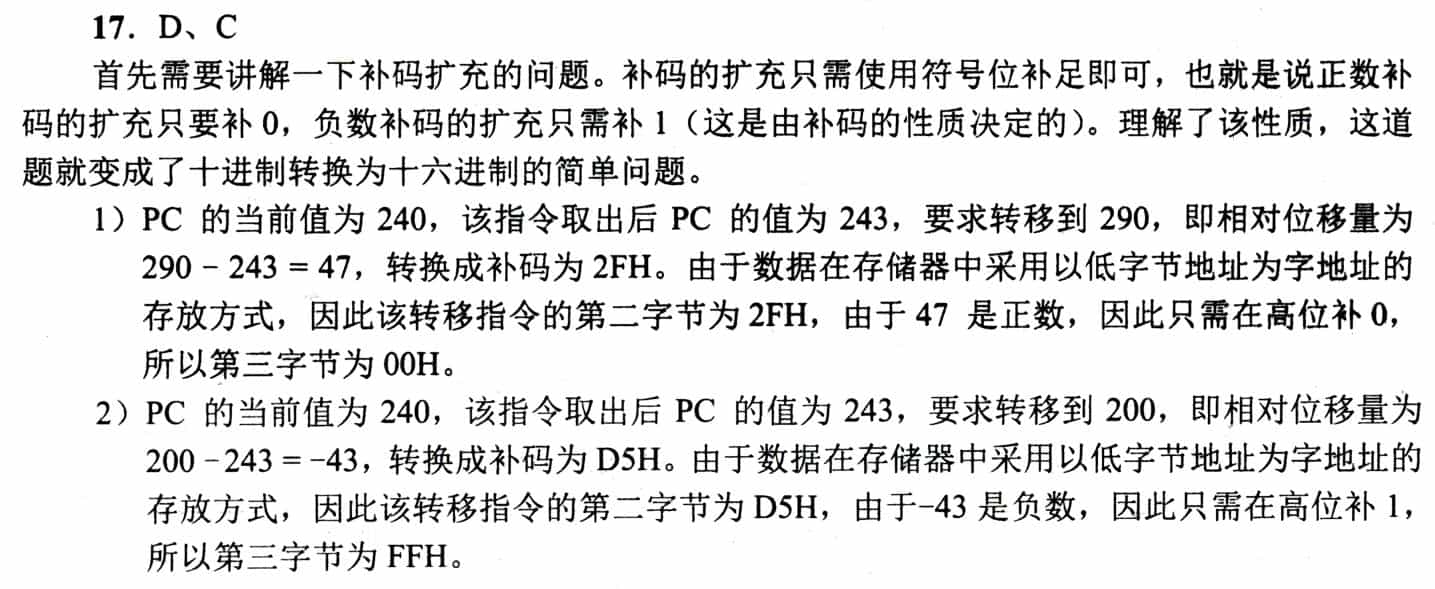 17. D、C
首先需要讲解一下补码扩充的问题。补码的扩充只需使用符号位补足即可，也就是说正数补
码的扩充只要补 0，负数补码的扩充只需补 1（这是由补码的性质决定的）。理解了该性质，这道
题就变成了十进制转换为十六进制的简单问题。
1）PC 的当前值为 240，该指令取出后 PC 的值为 243，要求转移到 290，即相对位移量为
290 − 243 = 47，转换成补码为 2FH。由于数据在存储器中采用以低字节地址为字地址的
存放方式，因此该转移指令的第二字节为 2FH，由于 47 是正数，因此只需在高位补 0，
所以第三字节为 00H。
2）PC 的当前值为 240，该指令取出后 PC 的值为 243，要求转移到 200，即相对位移量为
200 − 243 = −43，转换成补码为 D5H。由于数据在存储器中采用以低字节地址为字地址的
存放方式，因此该转移指令的第二字节为 D5H，由于−43 是负数，因此只需在高位补 1，
所以第三字节为 FFH。